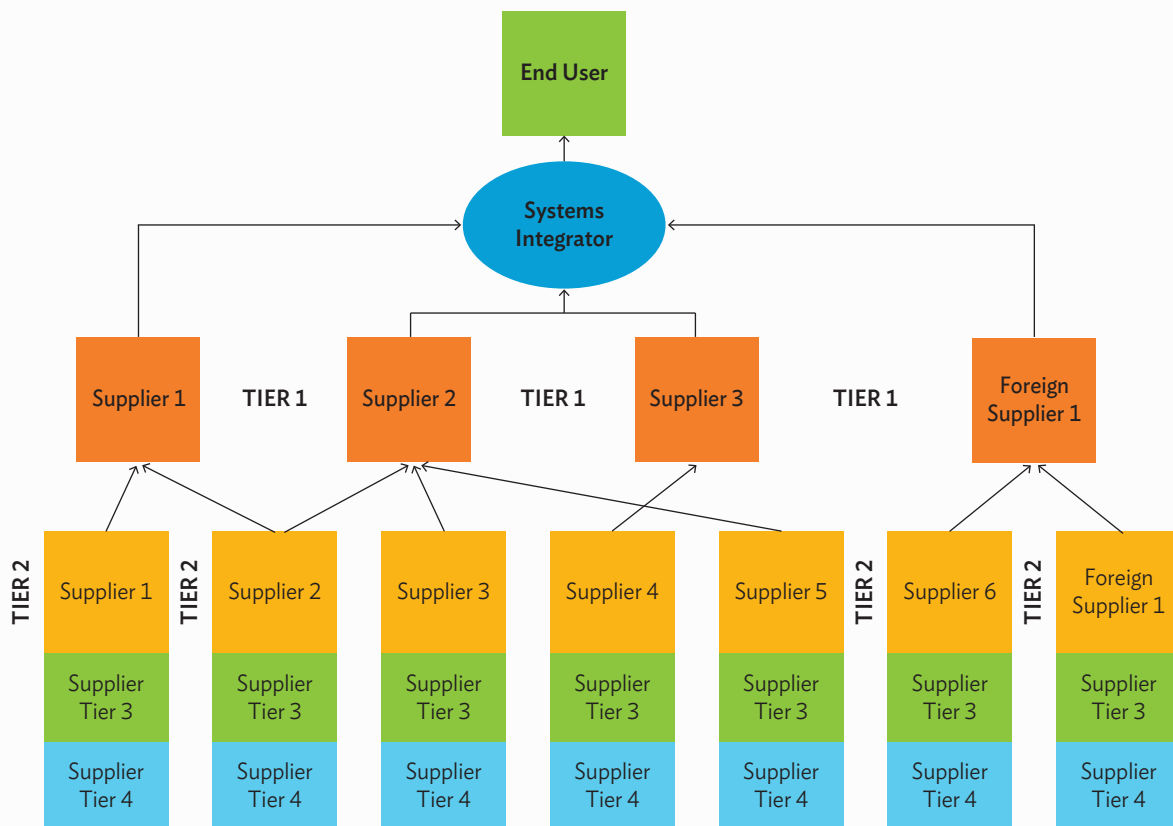 End User
Systems
Integrator
Supplier 1
TIER 1
Supplier 2
TIER 1
Supplier 3
TIER 1
Foreign
Supplier 1
TIER 2
Supplier 1
TIER 2
Supplier 2
Supplier 3
Supplier 4
Supplier 5
TIER 2
Supplier 6
TIER 2
Foreign
Supplier 1
Supplier
Tier 3
Supplier
Tier 3
Supplier
Tier 3
Supplier
Tier 3
Supplier
Tier 3
Supplier
Tier 3
Supplier
Tier 3
Supplier
Tier 4
Supplier
Tier 4
Supplier
Tier 4
Supplier
Tier 4
Supplier
Tier 4
Supplier
Tier 4
Supplier
Tier 4